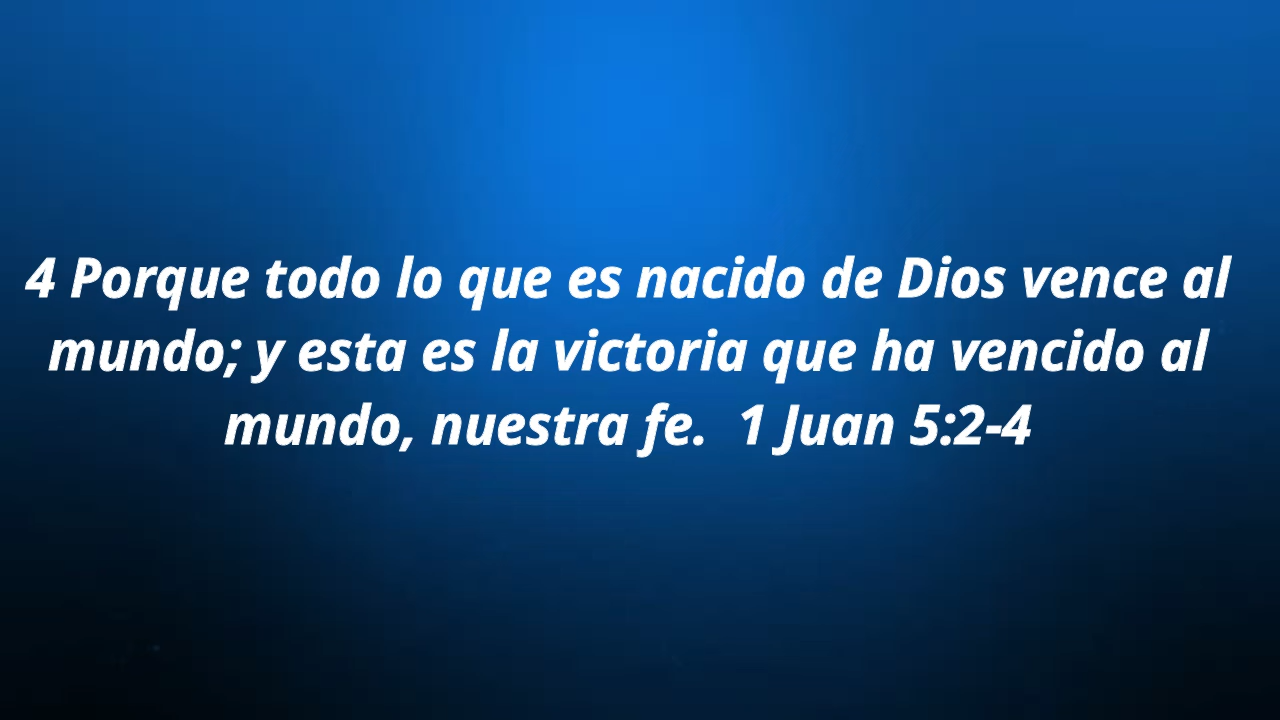 4 Porque todo lo que es nacido de Dios vence al
mundo; y esta es la victoria que ha vencido al
mundo, nuestra fe.  1 Juan 5:2-4